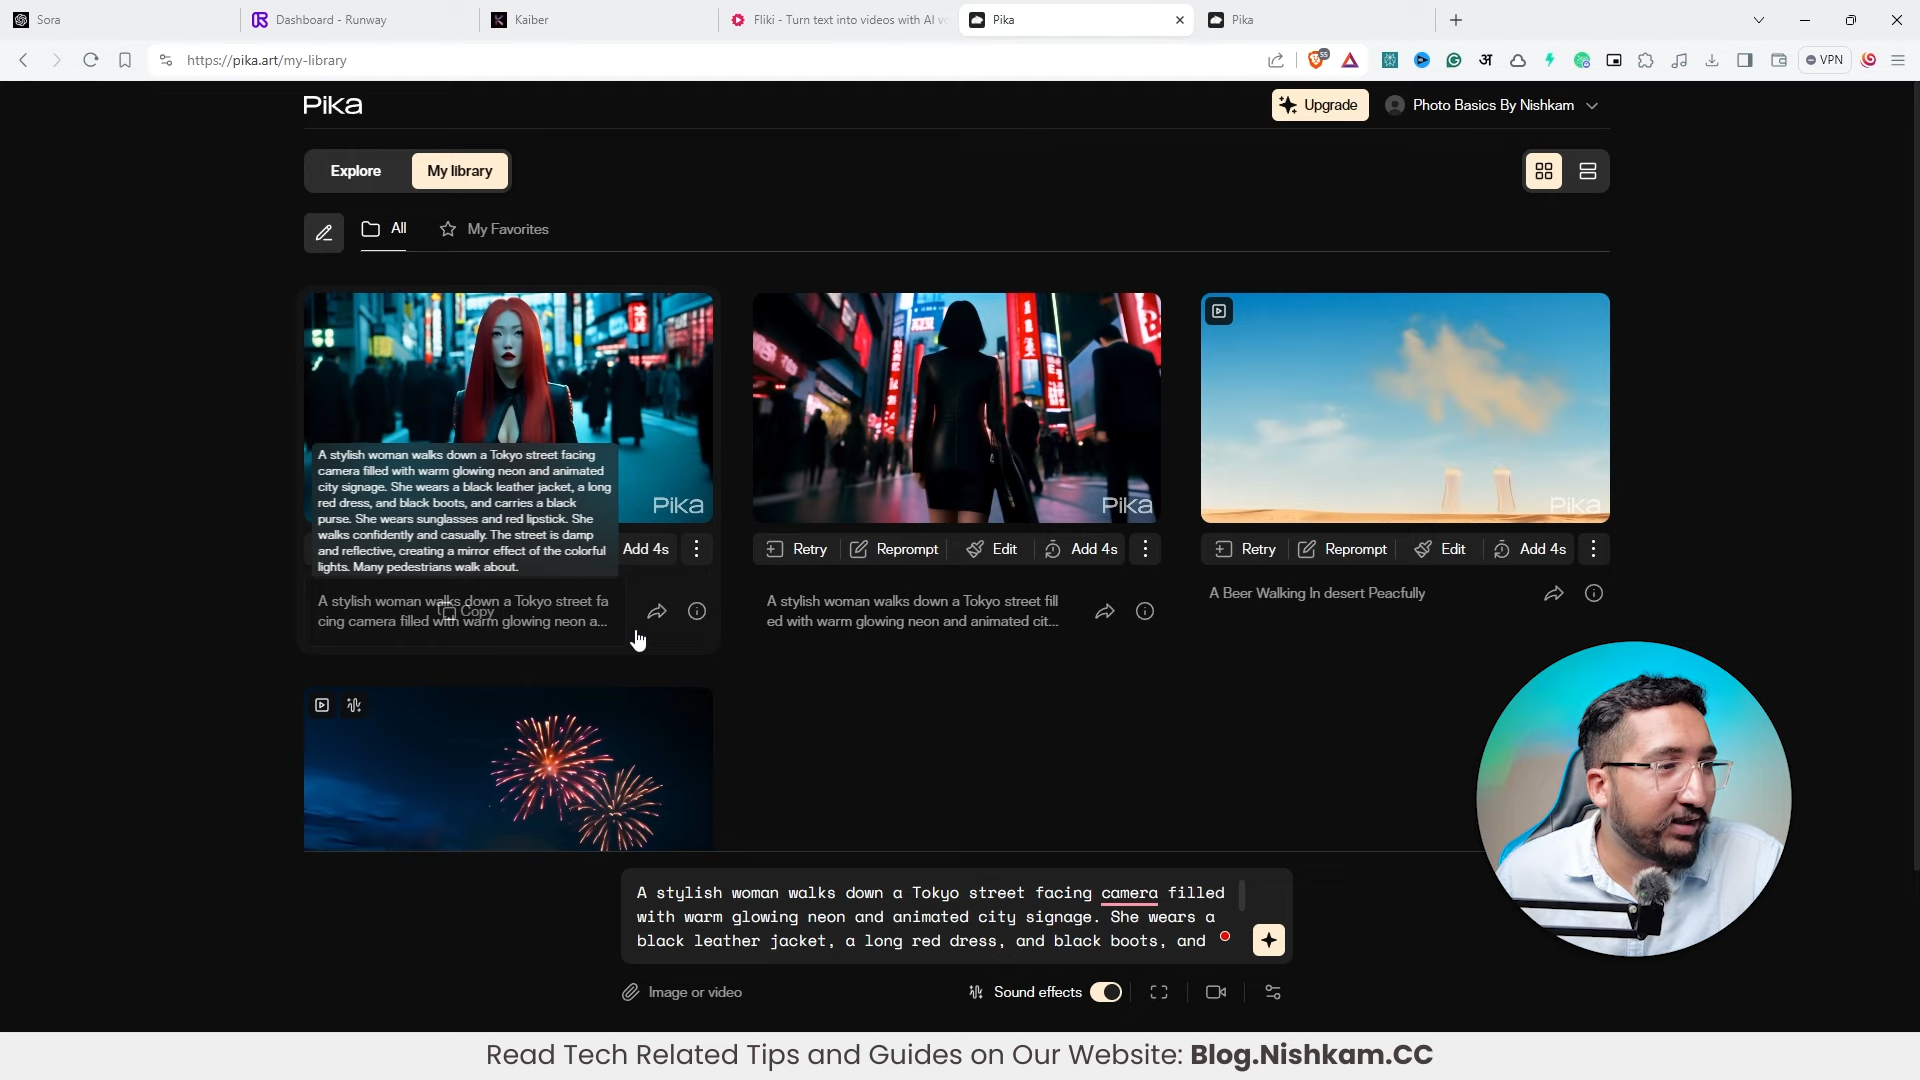 Sora
Dashboard - Runway
Kaiber
Fliki - Turn text into videos with AI vo
Pika
Pika
https://pika.art/my-library
55
अ
VPN
Pika
Upgrade
Photo Basics By Nishkam
Explore
My library
All
My Favorites
A stylish woman walks down a Tokyo street facing
camera filled with warm glowing neon and animated
city signage. She wears a black leather jacket, a long
red dress, and black boots, and carries a black
purse. She wears sunglasses and red lipstick. She
walks confidently and casually. The street is damp
and reflective, creating a mirror effect of the colorful
lights. Many pedestrians walk about.
Pika
Pika
Pika
Add 4s
Retry
Reprompt
Edit
Add 4s
Retry
Reprompt
Edit
Add 4s
A stylish woman walks down a Tokyo street fa
cing camera filled with warm glowing neon a...
Copy
A stylish woman walks down a Tokyo street fill
ed with warm glowing neon and animated cit...
A Beer Walking In desert Peacfully
A stylish woman walks down a Tokyo street facing camera filled
with warm glowing neon and animated city signage. She wears a
black leather jacket, a long red dress, and black boots, and
Image or video
Sound effects
Read Tech Related Tips and Guides on Our Website: Blog.Nishkam.CC